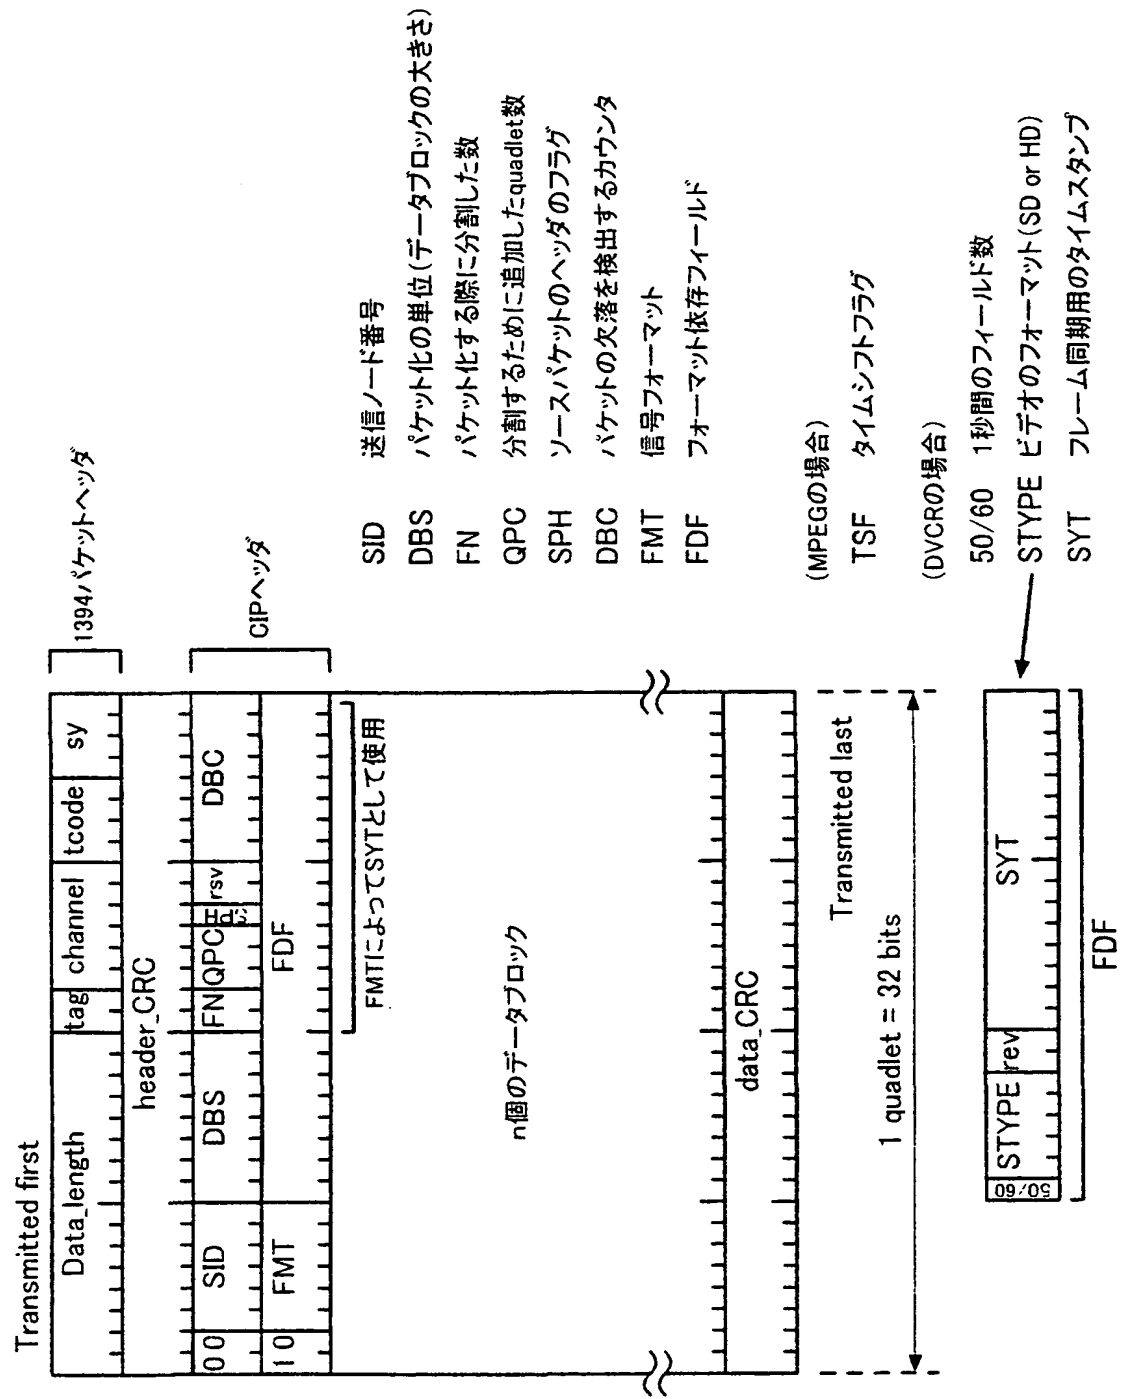 Transmitted first
Data_length
tag
channel
tcode
sy
1394パケットヘッダ
header_CRC
00
SID
DBS
FN
QPC
rsv
DBC
CIPヘッダ
10
FMT
FDF
FMTによってSYTとして使用
n個のデータブロック
data_CRC
Transmitted last
1 quadlet = 32 bits
SID 送信ノード番号
DBS パケット化の単位(データブロックの大きさ)
FN パケット化する際に分割した数
QPC 分割するために追加したquadlet数
SPH ソースパケットのヘッダのフラグ
DBC パケットの欠落を検出するカウンタ
FMT 信号フォーマット
FDF フォーマット依存フィールド
(MPEGの場合)
TSF タイムシフトフラグ
(DVCRの場合)
50/60 1秒間のフィールド数
STYPE ビデオのフォーマット(SD or HD)
SYT フレーム同期用のタイムスタンプ
50/60
STYPE
rev
SYT
FDF